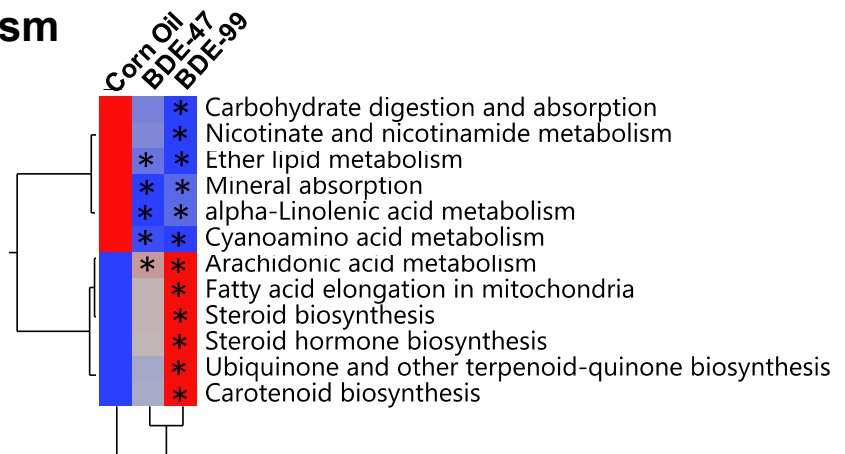 sm
Corn Oil
BDE-47
BDE-99
* Carbohydrate digestion and absorption
* Nicotinate and nicotinamide metabolism
* * Ether lipid metabolism
* * Mineral absorption
* * alpha-Linolenic acid metabolism
* * Cyanoamino acid metabolism
* * Arachidonic acid metabolism
* Fatty acid elongation in mitochondria
* Steroid biosynthesis
* Steroid hormone biosynthesis
* Ubiquinone and other terpenoid-quinone biosynthesis
* Carotenoid biosynthesis